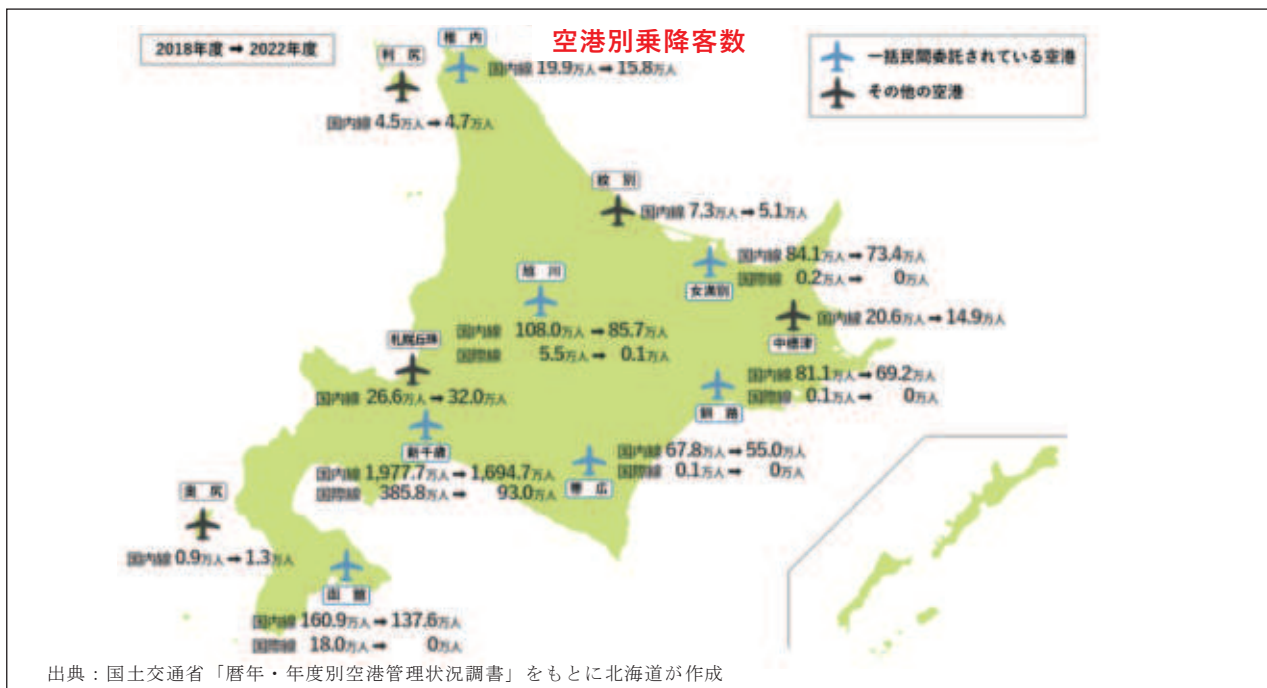 空港別乗降客数
2018年度 ➡ 2022年度
一括民間委託されている空港
その他の空港
稚内
国内線 19.9万人 ➡ 15.8万人
利尻
国内線 4.5万人 ➡ 4.7万人
紋別
国内線 7.3万人 ➡ 5.1万人
女満別
国内線 84.1万人 ➡ 73.4万人
国際線 0.2万人 ➡ 0万人
旭川
国内線 108.0万人 ➡ 85.7万人
国際線 5.5万人 ➡ 0.1万人
中標津
国内線 20.6万人 ➡ 14.9万人
札幌丘珠
国内線 26.6万人 ➡ 32.0万人
釧路
国内線 81.1万人 ➡ 69.2万人
国際線 0.1万人 ➡ 0万人
新千歳
国内線 1,977.7万人 ➡ 1,694.7万人
国際線 385.8万人 ➡ 93.0万人
帯広
国内線 67.8万人 ➡ 55.0万人
国際線 0.1万人 ➡ 0万人
奥尻
国内線 0.9万人 ➡ 1.3万人
函館
国内線 160.9万人 ➡ 137.6万人
国際線 18.0万人 ➡ 0万人
出典:国土交通省「暦年・年度別空港管理状況調書」をもとに北海道が作成